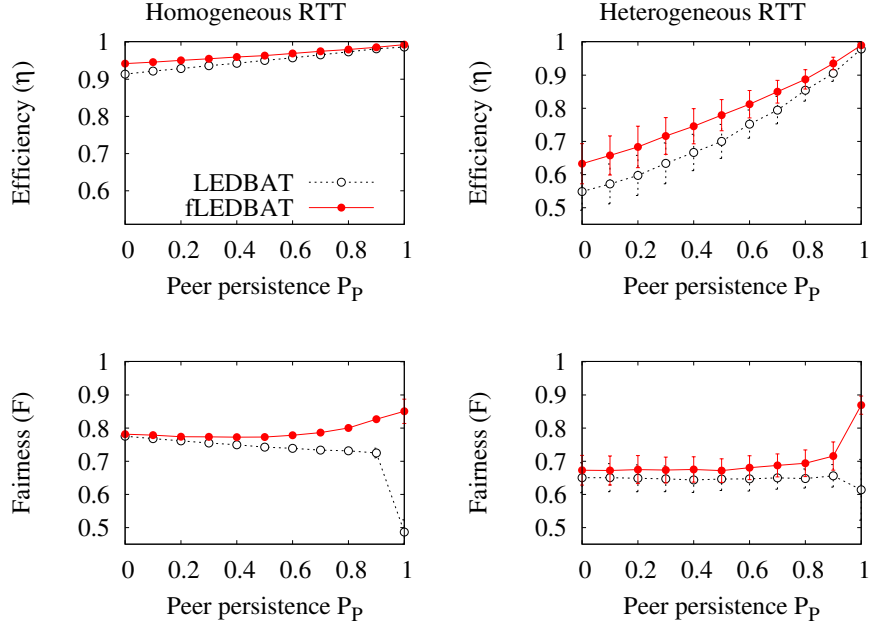 Homogeneous RTT
Efficiency (η)
1
0.9
0.8
0.7
0.6
LEDBAT
fLEDBAT
0 0.2 0.4 0.6 0.8 1
Peer persistence P_P
Heterogeneous RTT
Efficiency (η)
1
0.9
0.8
0.7
0.6
0.5
0 0.2 0.4 0.6 0.8 1
Peer persistence P_P
Fairness (F)
1
0.9
0.8
0.7
0.6
0.5
0 0.2 0.4 0.6 0.8 1
Peer persistence P_P
Fairness (F)
1
0.9
0.8
0.7
0.6
0.5
0 0.2 0.4 0.6 0.8 1
Peer persistence P_P